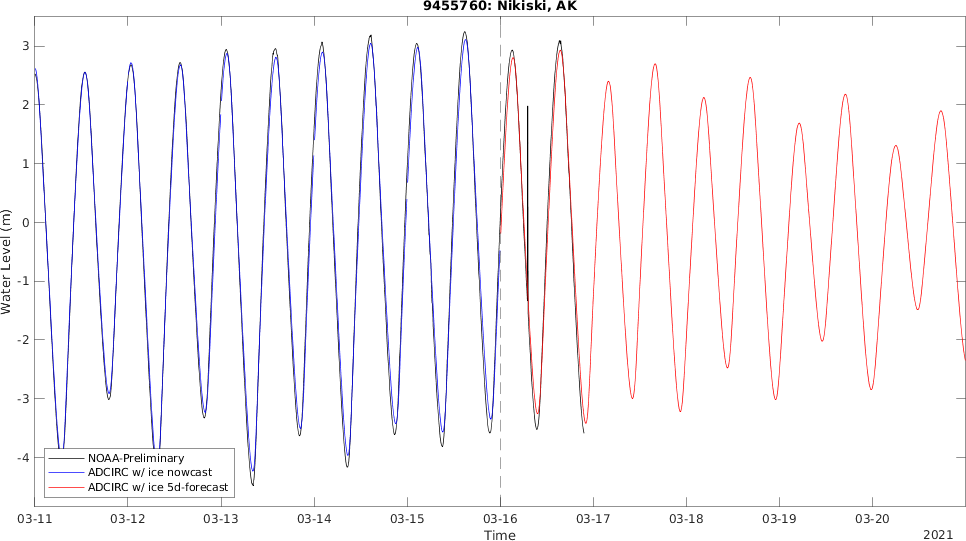 9455760: Nikiski, AK
Water Level (m)
3
2
1
0
-1
-2
-3
-4
NOAA-Preliminary
ADCIRC w/ ice nowcast
ADCIRC w/ ice 5d-forecast
03-11 03-12 03-13 03-14 03-15 03-16 03-17 03-18 03-19 03-20
Time
2021